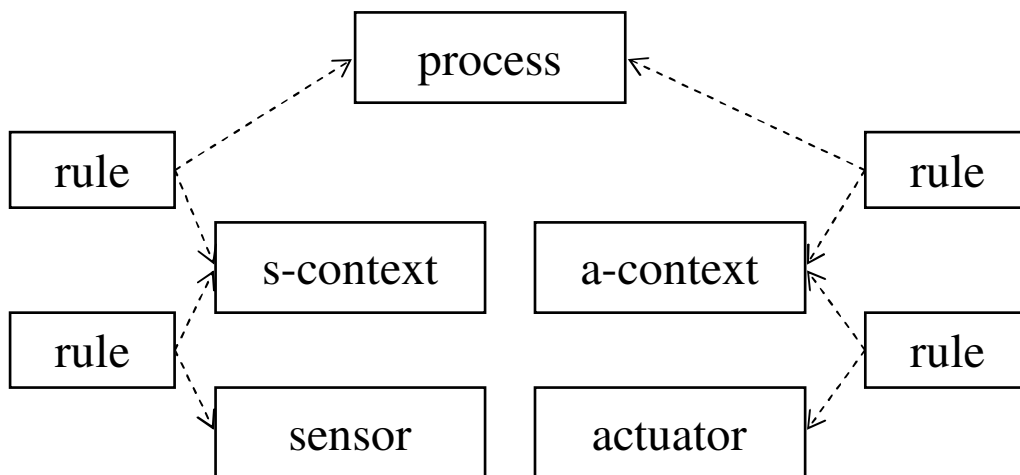 process
rule
rule
s-context
a-context
rule
rule
sensor
actuator